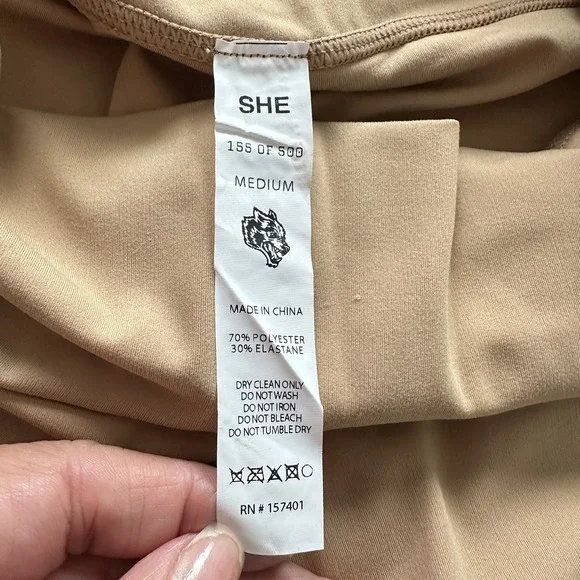 SHE
155 OF 500
MEDIUM
MADE IN CHINA
70% POLYESTER
30% ELASTANE
DRY CLEAN ONLY
DO NOT WASH
DO NOT IRON
DO NOT BLEACH
DO NOT TUMBLE DRY
RN # 157401